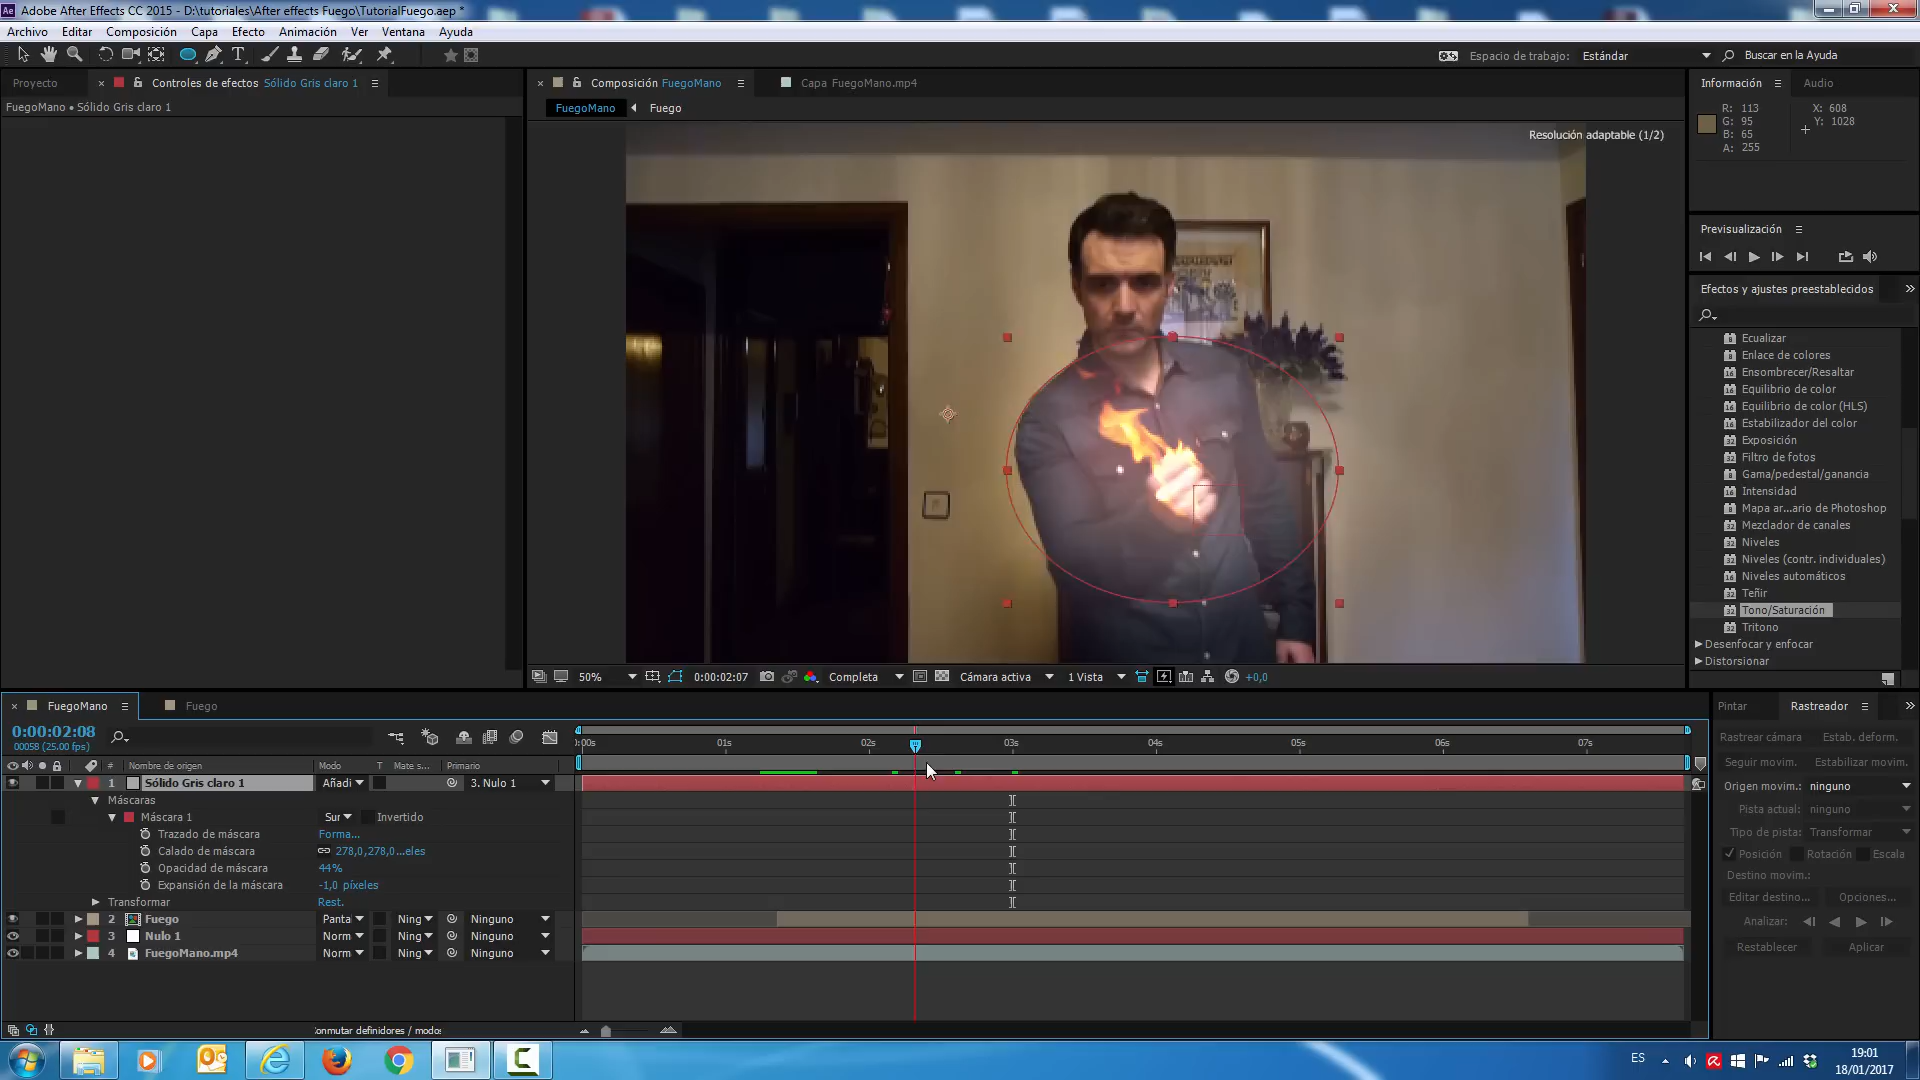 Adobe After Effects CC 2015 - D:\tutoriales\After effects Fuego\TutorialFuego.aep *
Archivo Editar Composición Capa Efecto Animación Ver Ventana Ayuda
Espacio de trabajo: Estándar Buscar en la Ayuda
Proyecto Controles de efectos Sólido Gris claro 1
FuegoMano • Sólido Gris claro 1
Composición FuegoMano Capa FuegoMano.mp4
FuegoMano Fuego
Resolución adaptable (1/2)
Información Audio
R: 113 X: 608
G: 95 Y: 1028
B: 65
A: 255
Previsualización
Efectos y ajustes preestablecidos
Ecualizar
Enlace de colores
Ensombrecer/Resaltar
Equilibrio de color
Equilibrio de color (HLS)
Estabilizador del color
Exposición
Filtro de fotos
Gama/pedestal/ganancia
Intensidad
Mapa ar...ario de Photoshop
Mezclador de canales
Niveles
Niveles (contr. individuales)
Niveles automáticos
Teñir
Tono/Saturación
Tritono
Desenfocar y enfocar
Distorsionar
50% 0:00:02:07 Completa Cámara activa 1 Vista +0,0
FuegoMano Fuego
0:00:02:08
00058 (25.00 fps)
0:00s 01s 02s 03s 04s 05s 06s 07s
# Nombre de origen Modo T Mate s... Primario
1 Sólido Gris claro 1 Añadi 3. Nulo 1
Máscaras
Máscara 1 Sur Invertido
Trazado de máscara Forma...
Calado de máscara 278,0,278,0...eles
Opacidad de máscara 44%
Expansión de la máscara -1,0 píxeles
Transformar Rest.
2 Fuego Panta Ning Ninguno
3 Nulo 1 Norm Ning Ninguno
4 FuegoMano.mp4 Norm Ning Ninguno
Conmutar definidores / modos
Pintar Rastreador
Rastrear cámara Estab. deform.
Seguir movim. Estabilizar movim.
Origen movim.: ninguno
Pista actual: ninguno
Tipo de pista: Transformar
Posición Rotación Escala
Destino movim.:
Editar destino... Opciones...
Analizar:
Restablecer Aplicar
ES
19:01
18/01/2017